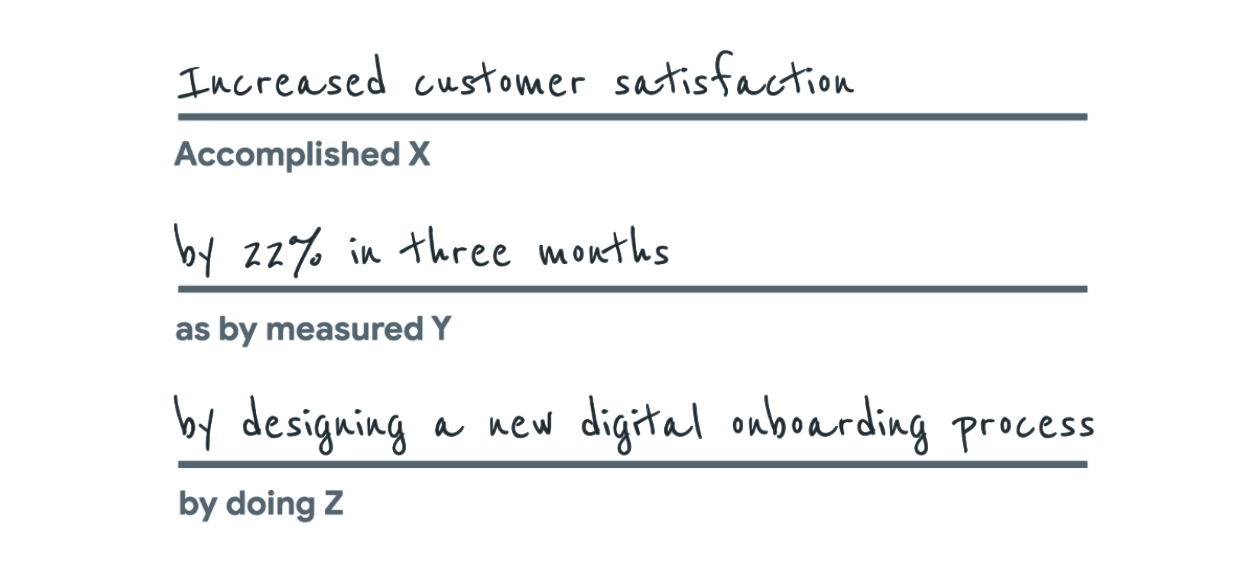 Increased customer satisfaction
Accomplished X
by 22% in three months
as by measured Y
by designing a new digital onboarding process
by doing Z